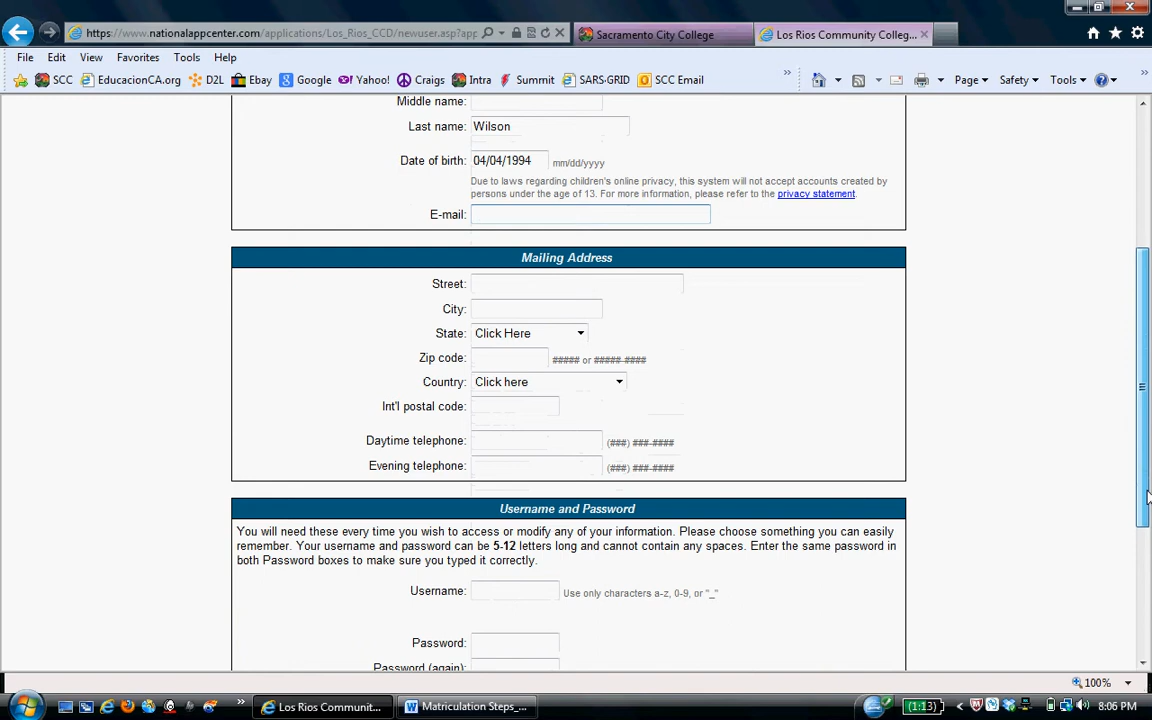 https://www.nationalappcenter.com/applications/Los_Rios_CCD/newuser.asp?app
Sacramento City College
Los Rios Community Colleg...
File Edit View Favorites Tools Help
SCC EducacionCA.org D2L Ebay Google Yahoo! Craigs Intra Summit SARS·GRID SCC Email » Page Safety Tools »
Middle name:
Last name: Wilson
Date of birth: 04/04/1994 mm/dd/yyyy
Due to laws regarding children's online privacy, this system will not accept accounts created by
persons under the age of 13. For more information, please refer to the privacy statement.
E-mail:
Mailing Address
Street:
City:
State: Click Here
Zip code: ##### or #####-####
Country: Click here
Int'l postal code:
Daytime telephone: (###) ###-####
Evening telephone: (###) ###-####
Username and Password
You will need these every time you wish to access or modify any of your information. Please choose something you can easily
remember. Your username and password can be 5-12 letters long and cannot contain any spaces. Enter the same password in
both Password boxes to make sure you typed it correctly.
Username: Use only characters a-z, 0-9, or "_"
Password:
Password (again):
100%
» Los Rios Communit... Matriculation Steps_... (1:13) 8:06 PM